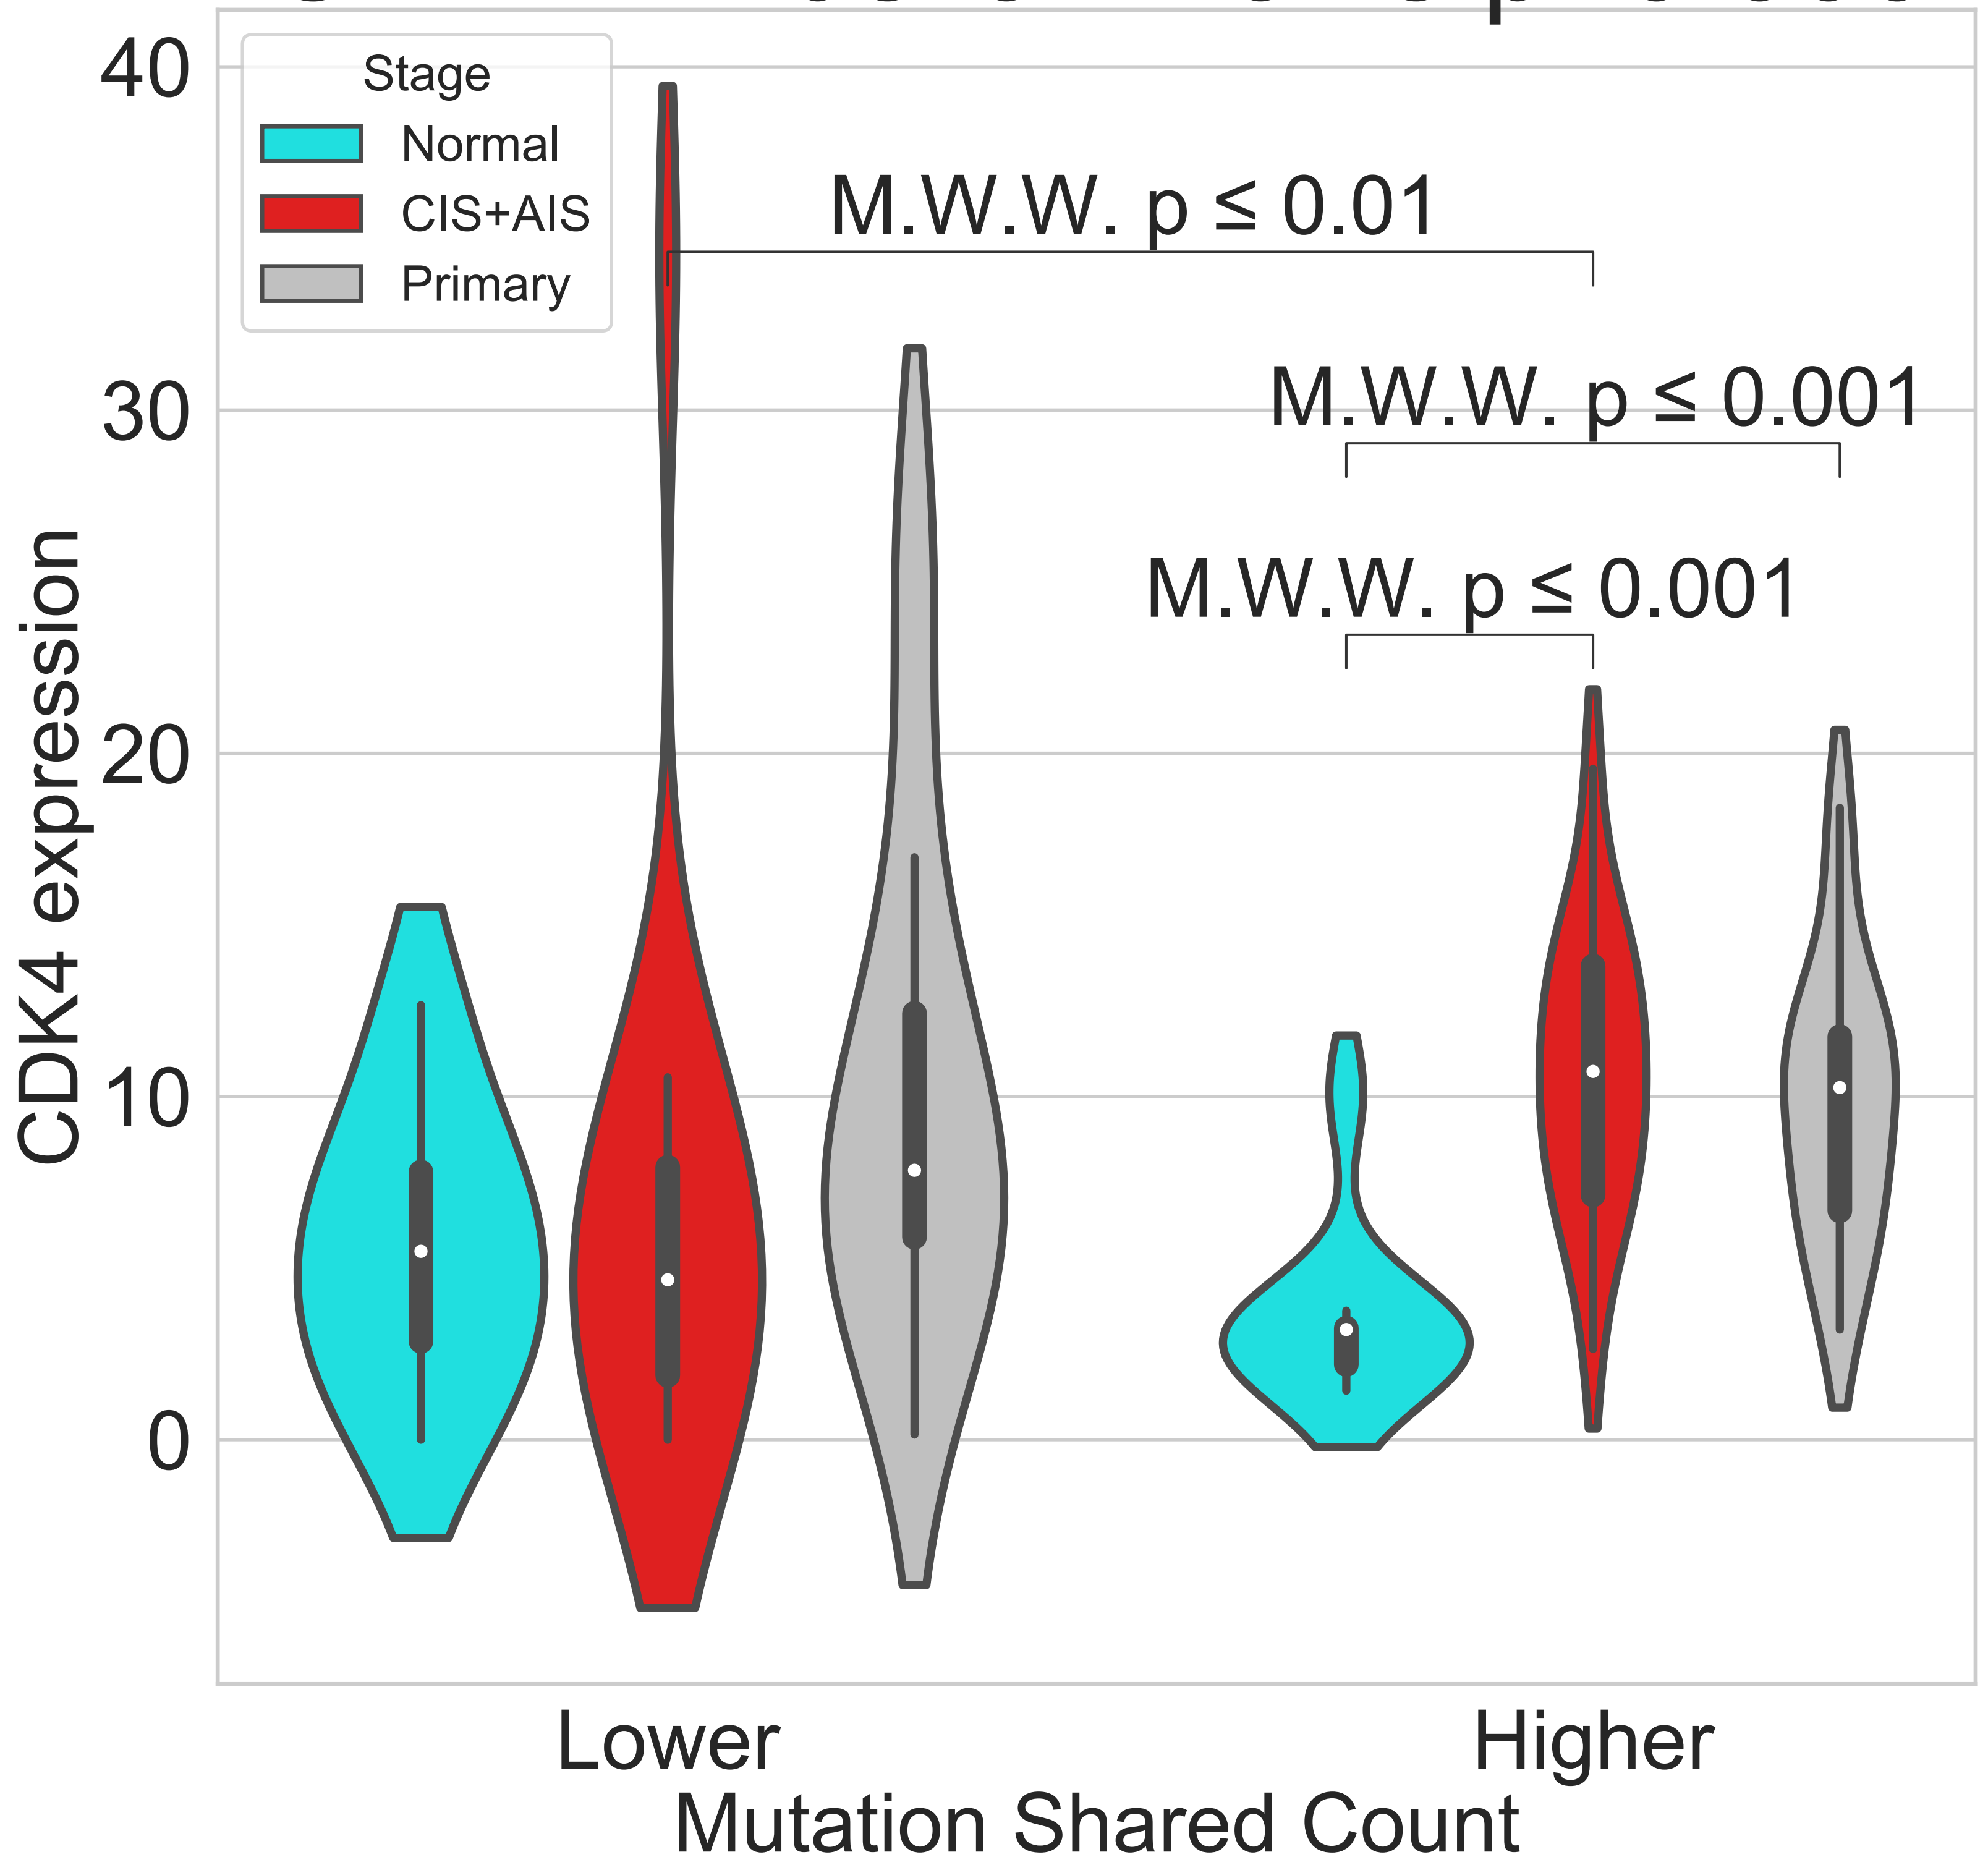 40
Stage
Normal
CIS+AIS
Primary
M.W.W. p ≤ 0.01
30
M.W.W. p ≤ 0.001
M.W.W. p ≤ 0.001
20
10
0
CDK4 expression
Lower
Higher
Mutation Shared Count